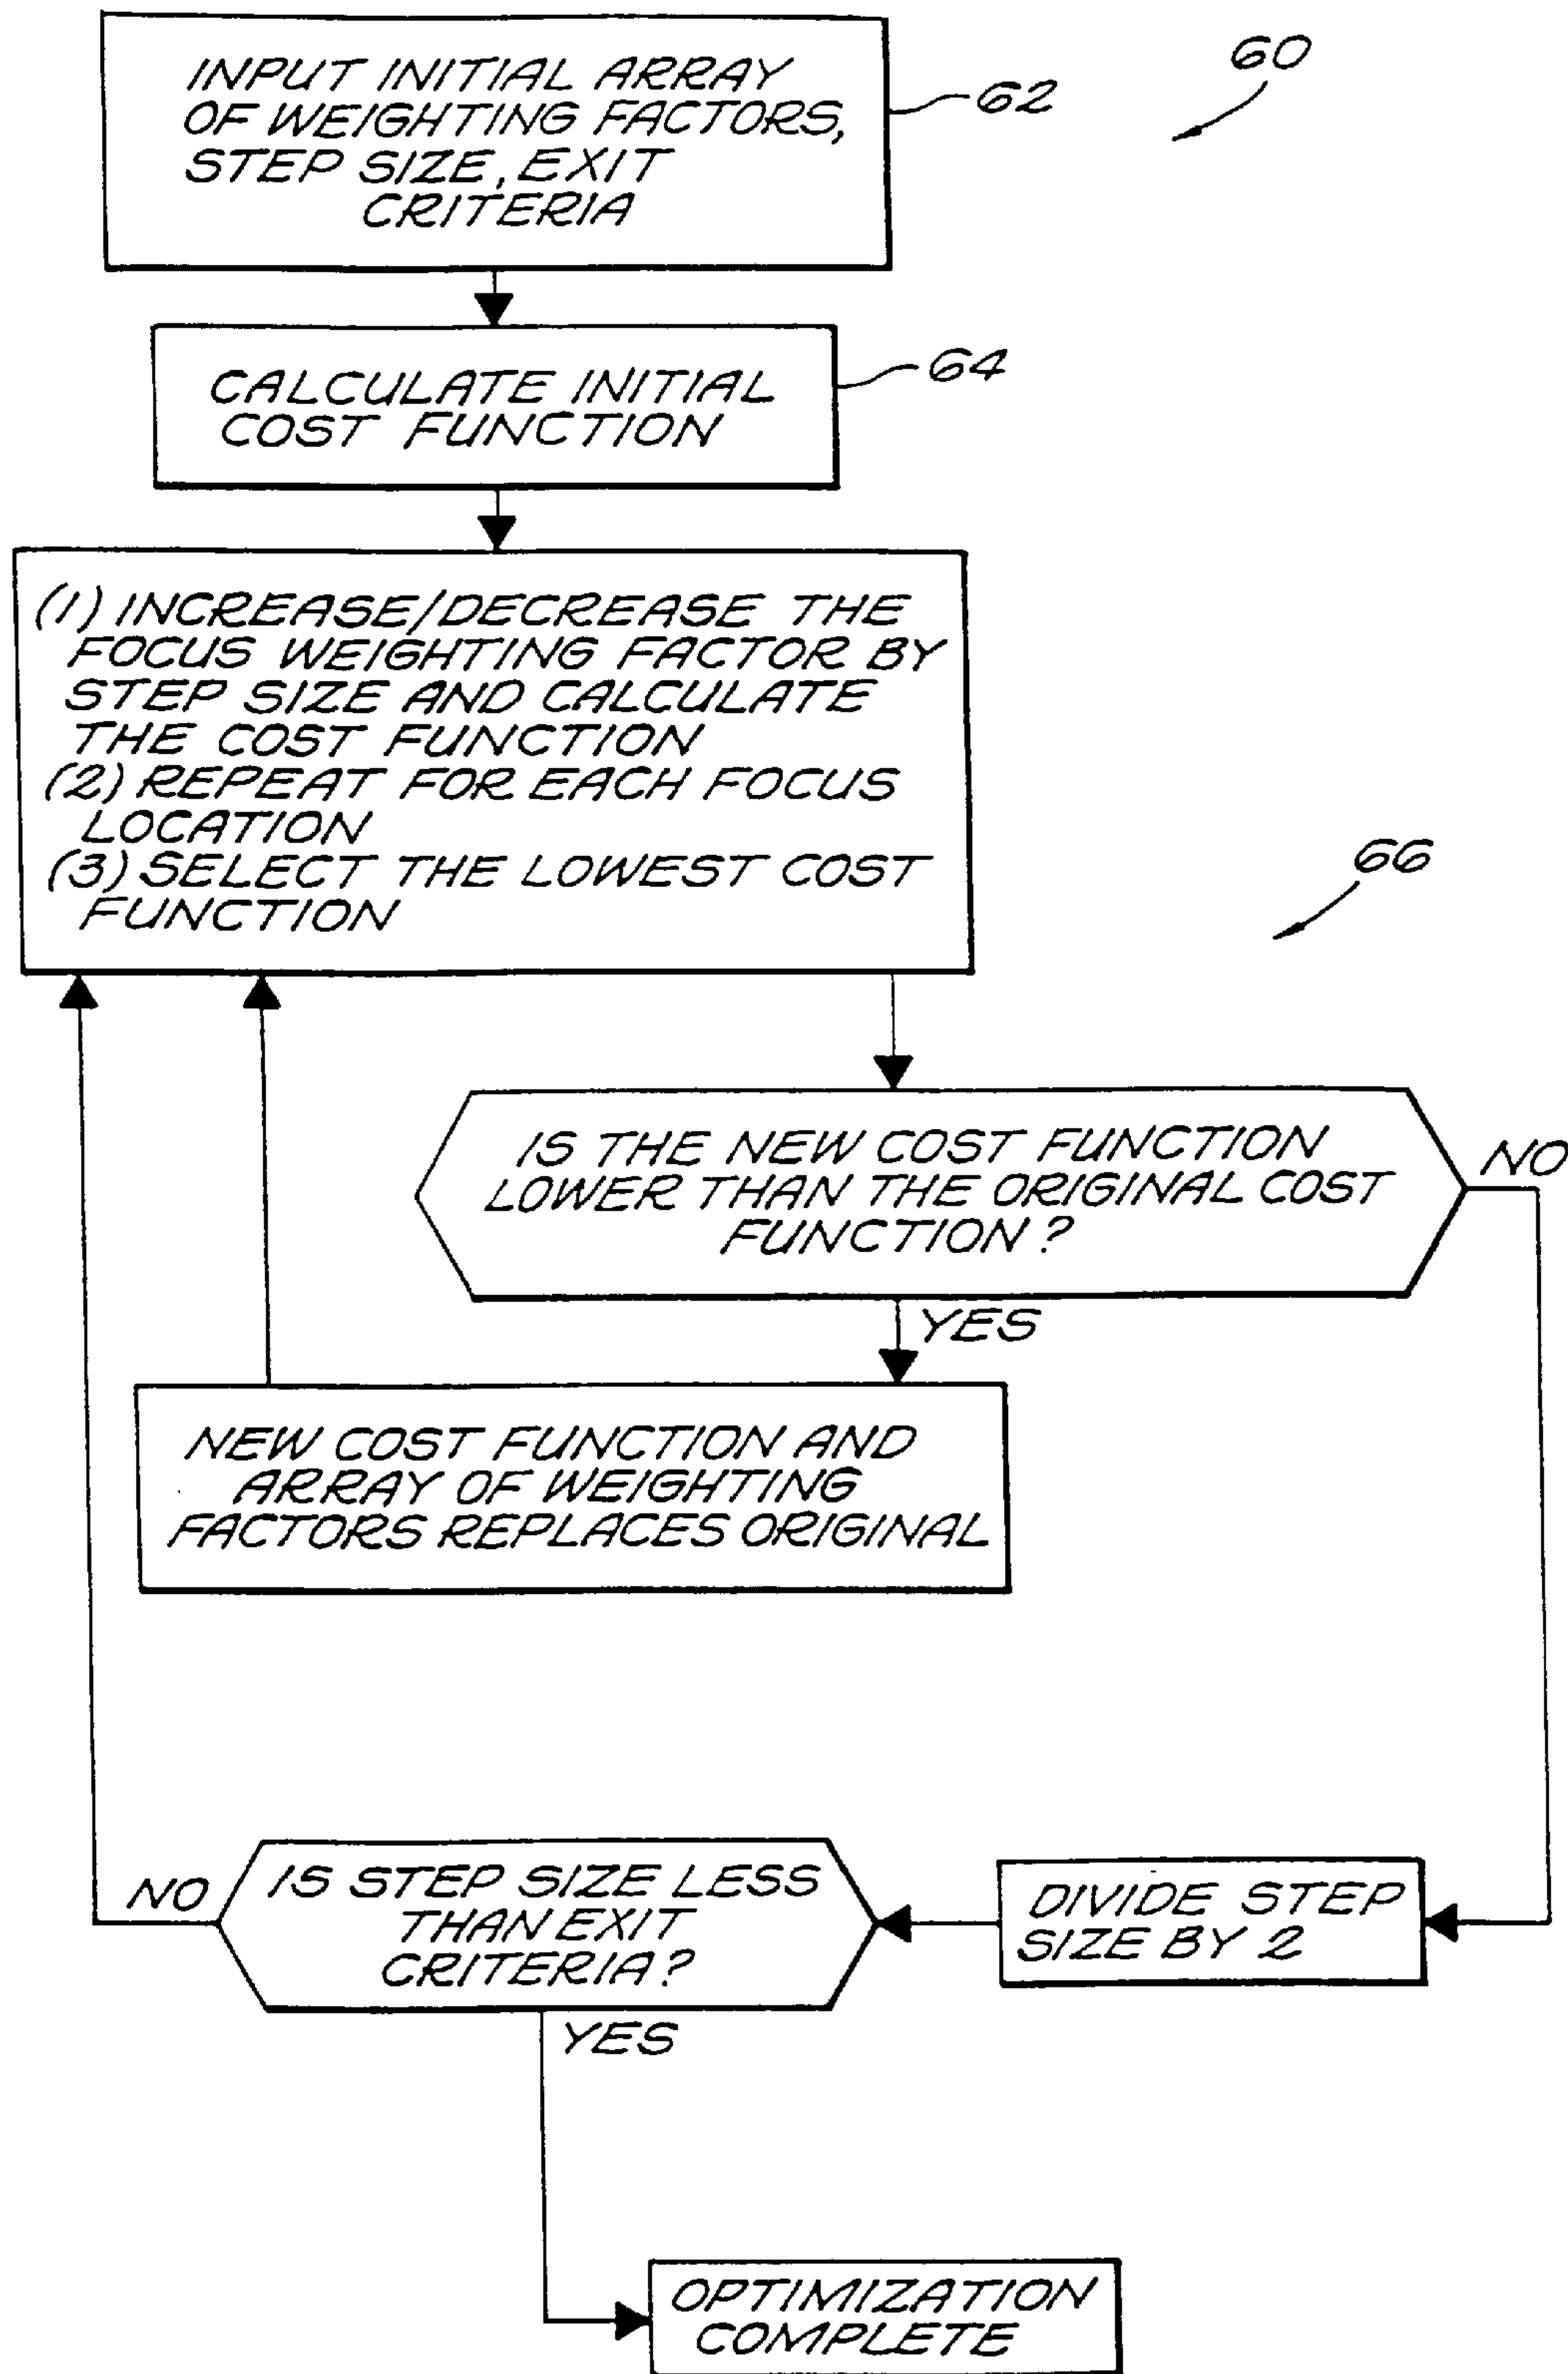 60
INPUT INITIAL ARRAY
OF WEIGHTING FACTORS,
STEP SIZE, EXIT
CRITERIA
62
CALCULATE INITIAL
COST FUNCTION
64
(1) INCREASE/DECREASE THE
FOCUS WEIGHTING FACTOR BY
STEP SIZE AND CALCULATE
THE COST FUNCTION
(2) REPEAT FOR EACH FOCUS
LOCATION
(3) SELECT THE LOWEST COST
FUNCTION
66
IS THE NEW COST FUNCTION
LOWER THAN THE ORIGINAL COST
FUNCTION?
NO
YES
NEW COST FUNCTION AND
ARRAY OF WEIGHTING
FACTORS REPLACES ORIGINAL
DIVIDE STEP
SIZE BY 2
IS STEP SIZE LESS
THAN EXIT
CRITERIA?
NO
YES
OPTIMIZATION
COMPLETE